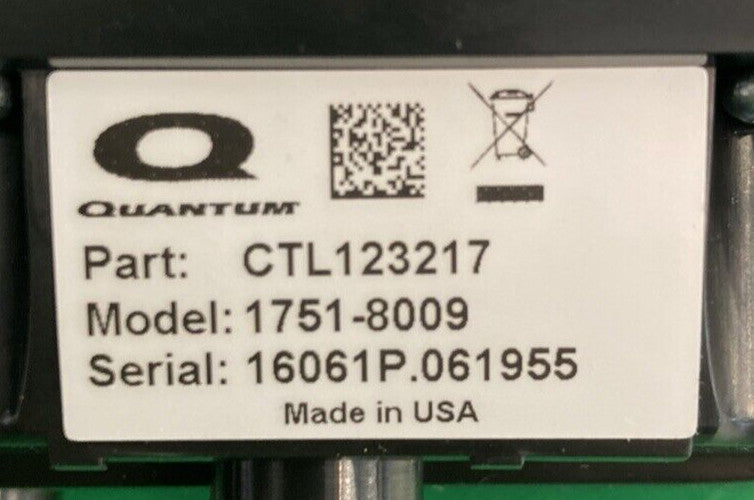 QUANTUM
Part: CTL123217
Model: 1751-8009
Serial: 16061P.061955
Made in USA